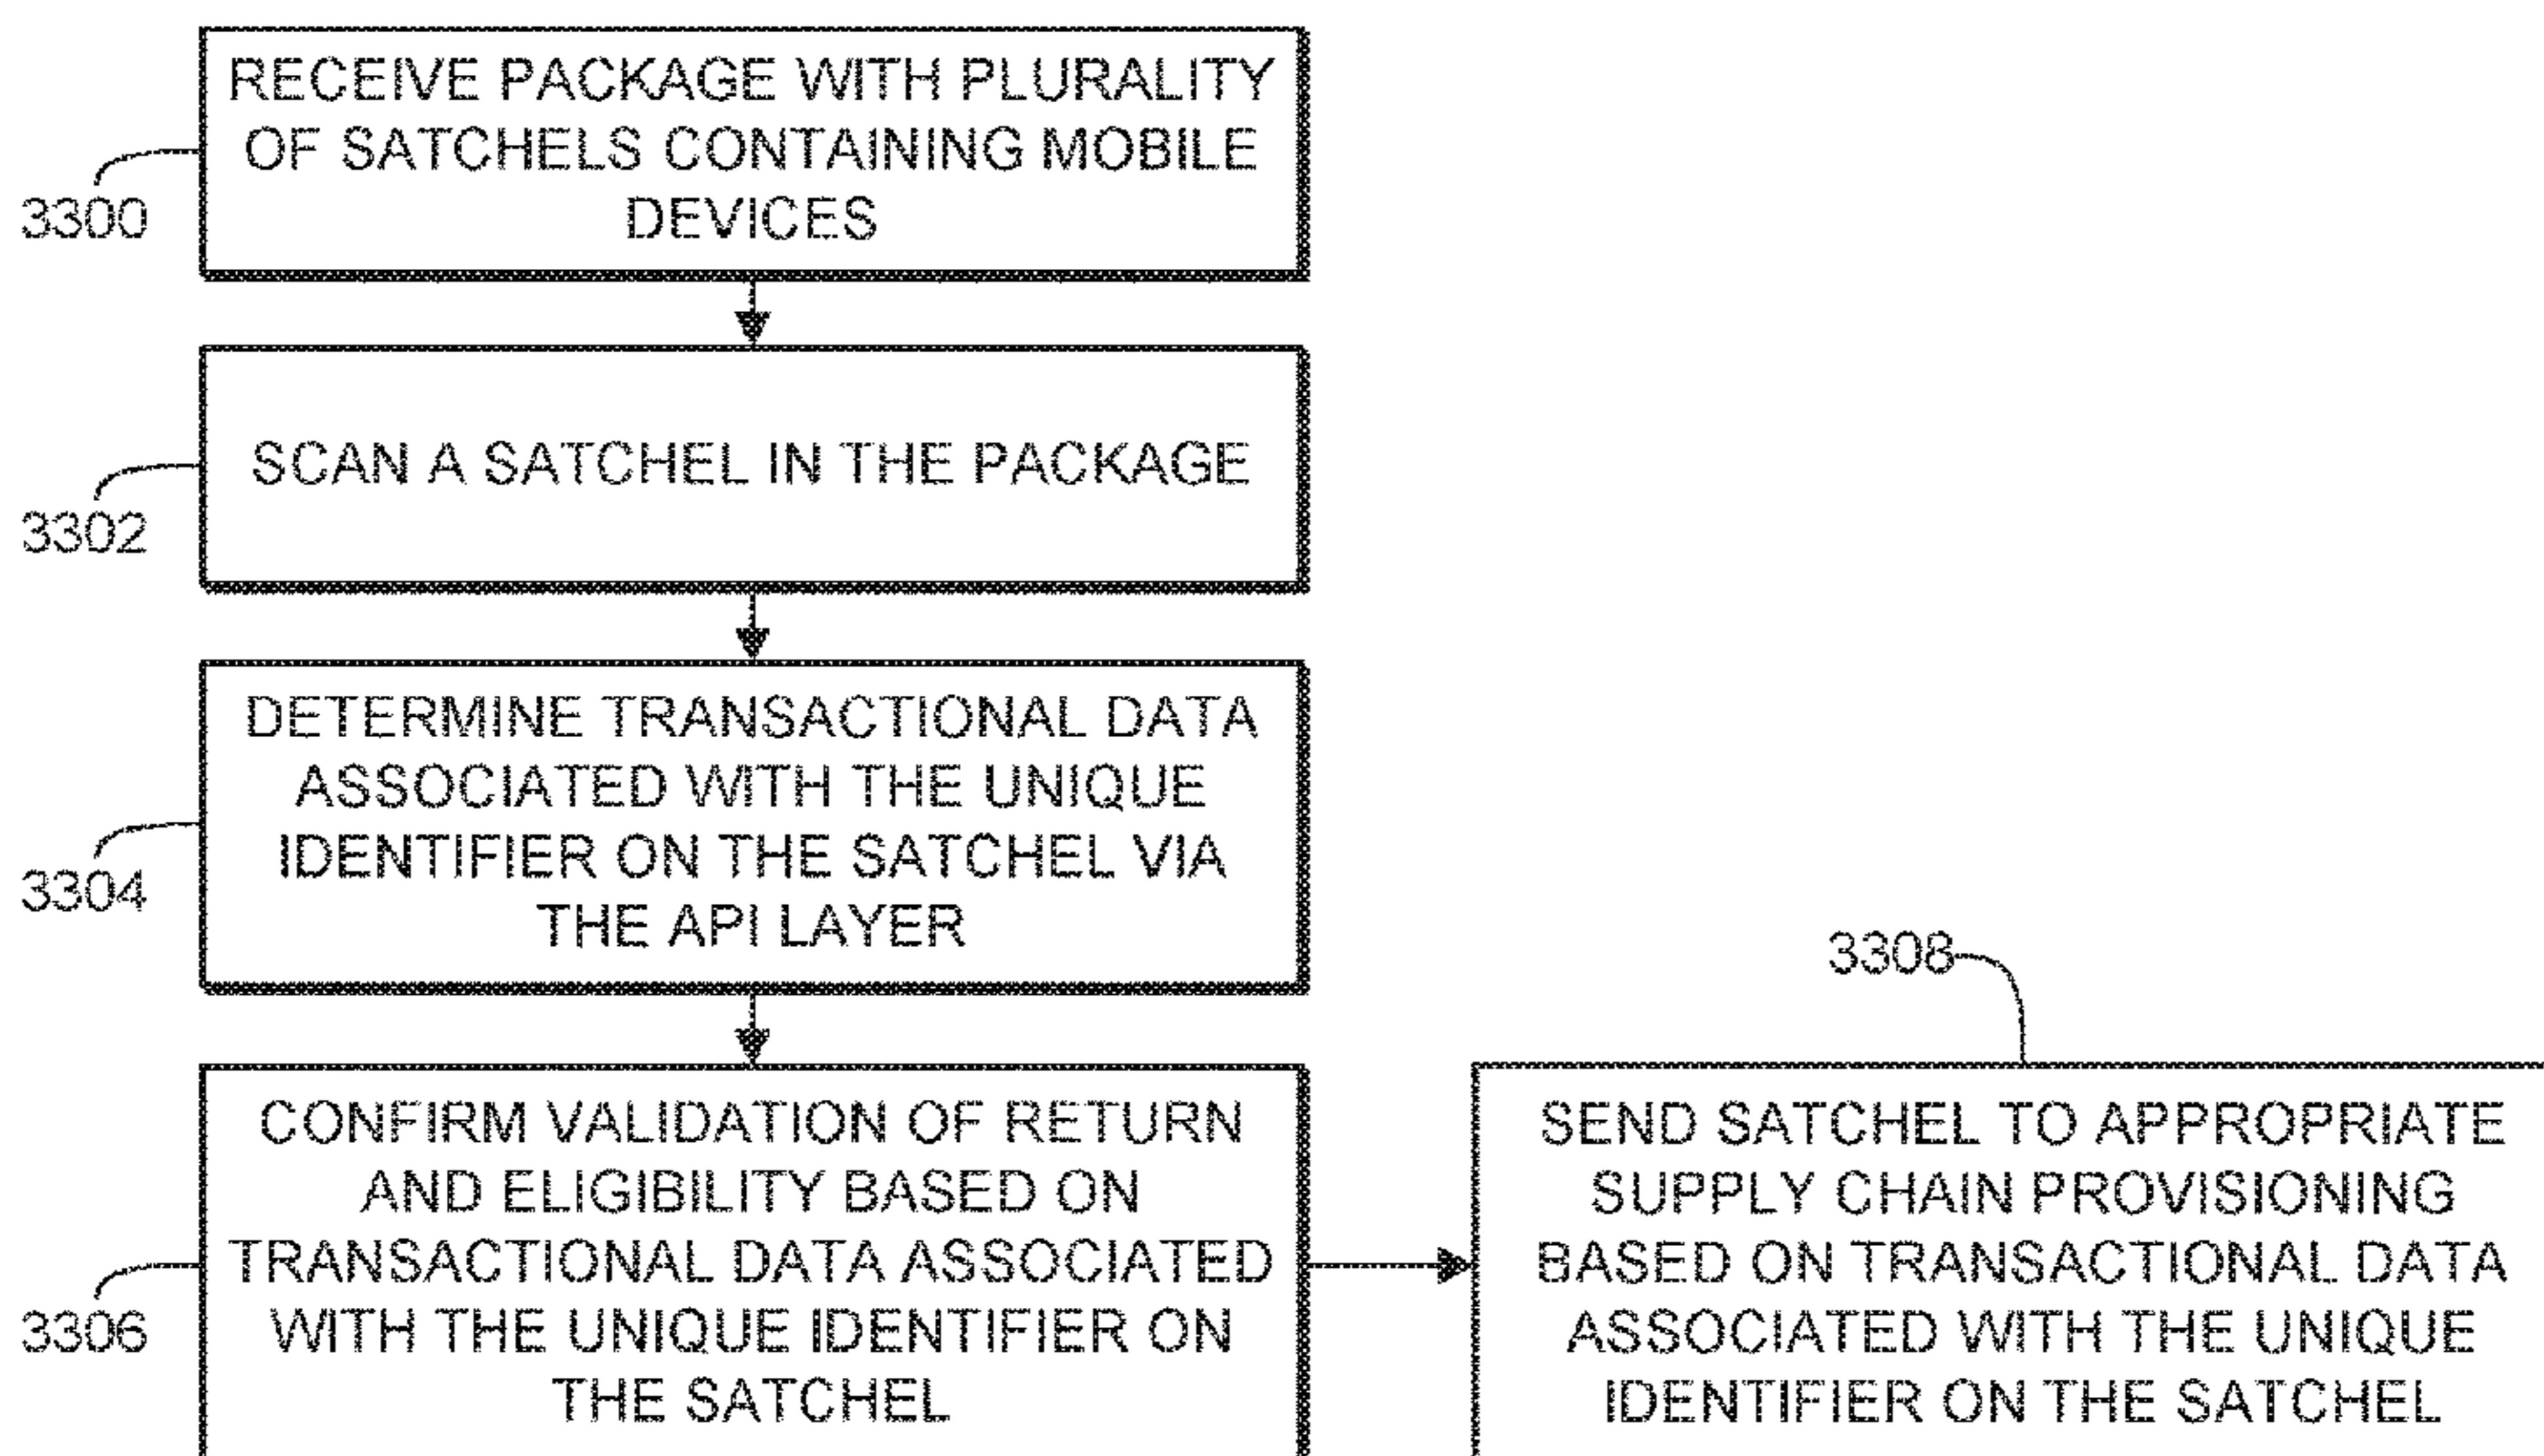 RECEIVE PACKAGE WITH PLURALITY
OF SATCHELS CONTAINING MOBILE
DEVICES
3300
SCAN A SATCHEL IN THE PACKAGE
3302
DETERMINE TRANSACTIONAL DATA
ASSOCIATED WITH THE UNIQUE
IDENTIFIER ON THE SATCHEL VIA
THE API LAYER
3304
CONFIRM VALIDATION OF RETURN
AND ELIGIBILITY BASED ON
TRANSACTIONAL DATA ASSOCIATED
WITH THE UNIQUE IDENTIFIER ON
THE SATCHEL
3306
3308
SEND SATCHEL TO APPROPRIATE
SUPPLY CHAIN PROVISIONING
BASED ON TRANSACTIONAL DATA
ASSOCIATED WITH THE UNIQUE
IDENTIFIER ON THE SATCHEL